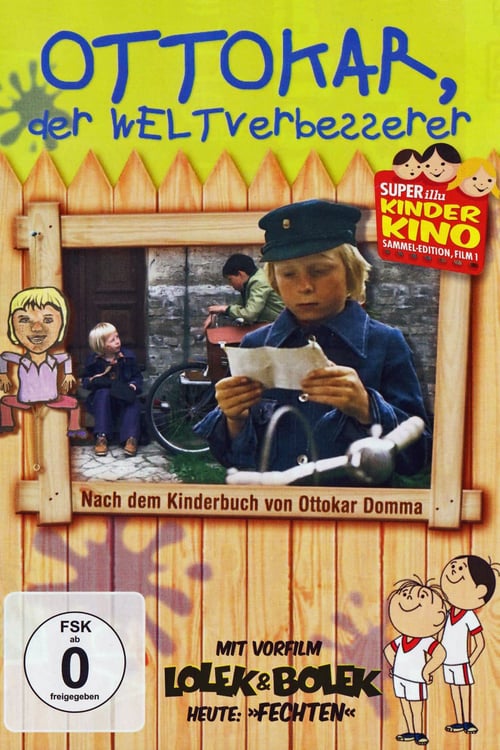 OTTOKAR,
der WELTverbesserer
SUPER illu
KINDER
KINO
SAMMEL-EDITION, FILM 1
Nach dem Kinderbuch von Ottokar Domma
FSK
ab
0
freigegeben
MIT VORFILM
LOLEK & BOLEK
HEUTE: »FECHTEN«